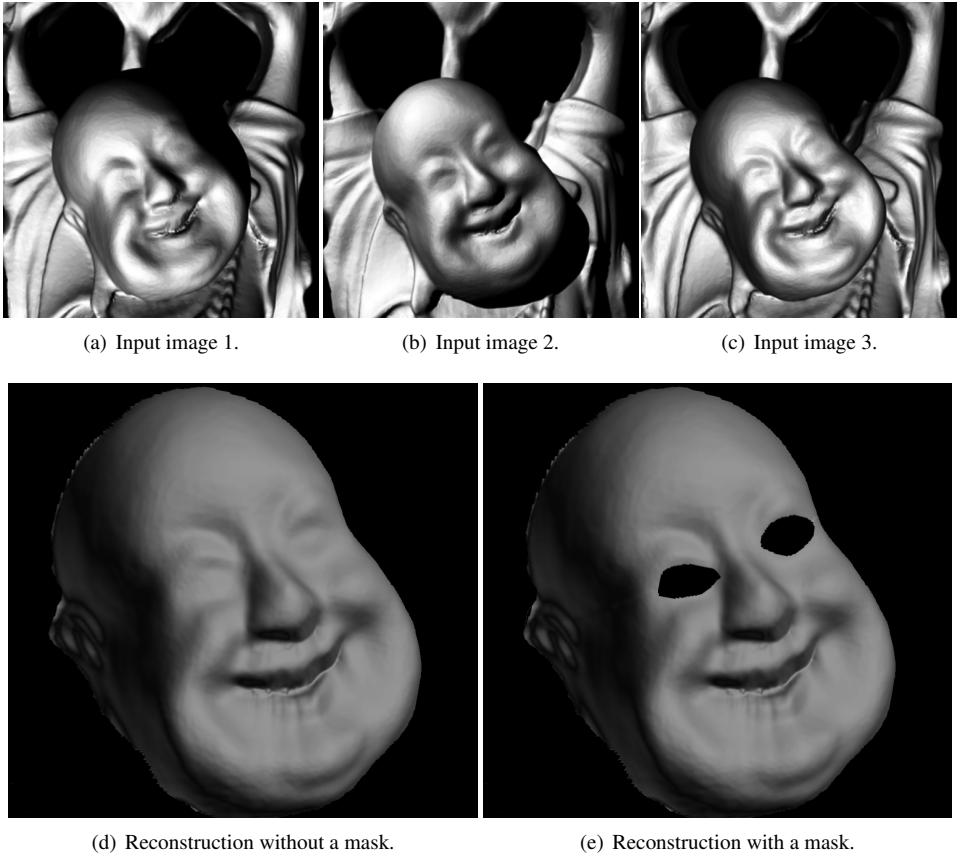 (a) Input image 1.
(b) Input image 2.
(c) Input image 3.
(d) Reconstruction without a mask.
(e) Reconstruction with a mask.